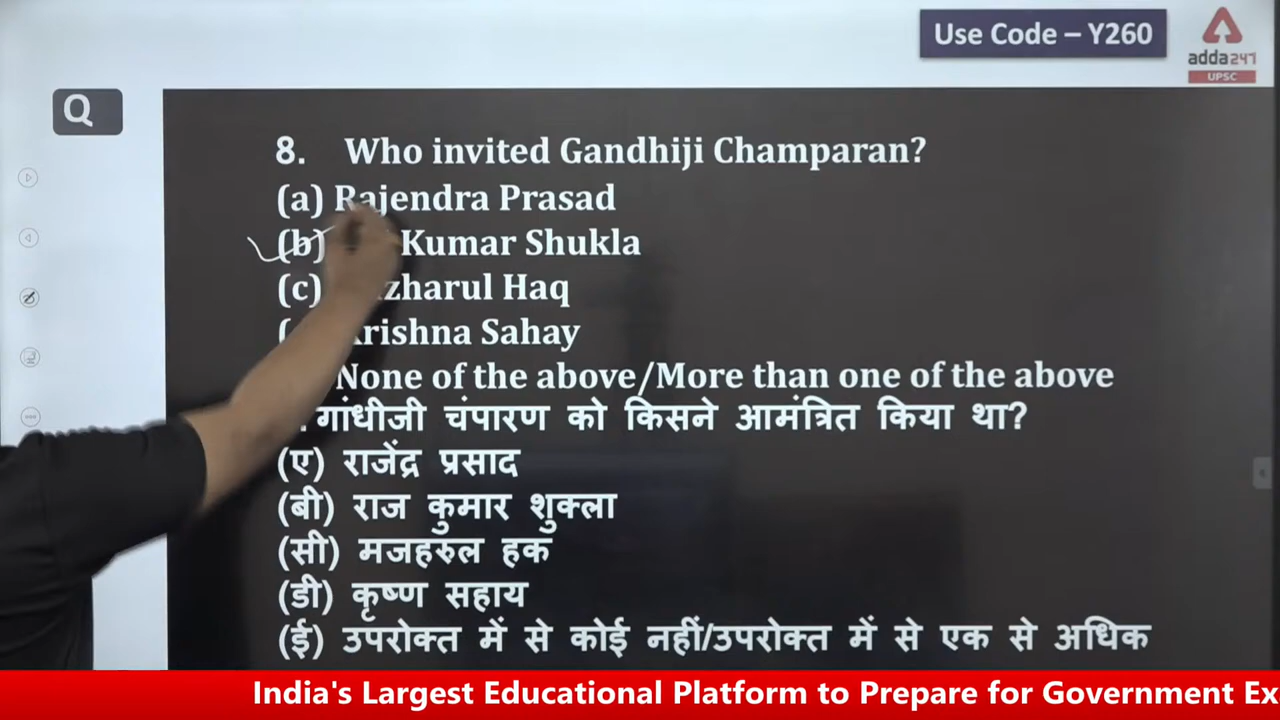 Use Code – Y260
adda247
UPSC
Q
8. Who invited Gandhiji Champaran?
(a) Rajendra Prasad
(b) Kumar Shukla
(c) zharul Haq
rishna Sahay
None of the above/More than one of the above
. गांधीजी चंपारण को किसने आमंत्रित किया था?
(ए) राजेंद्र प्रसाद
(बी) राज कुमार शुक्ला
(सी) मजहरुल हक
(डी) कृष्ण सहाय
(ई) उपरोक्त में से कोई नहीं/उपरोक्त में से एक से अधिक
India's Largest Educational Platform to Prepare for Government Ex